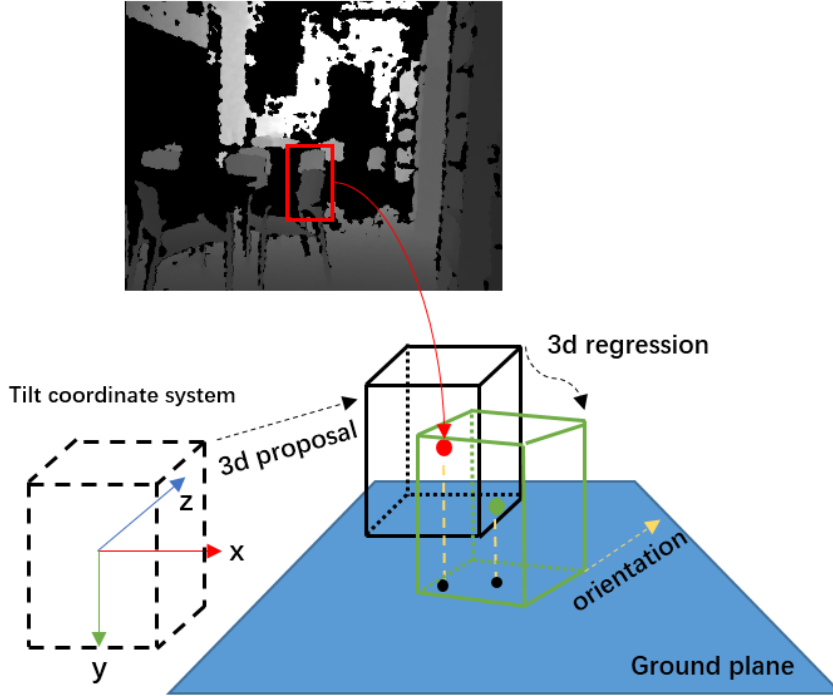 3d regression
Tilt coordinate system
3d proposal
z
x
y
orientation
Ground plane